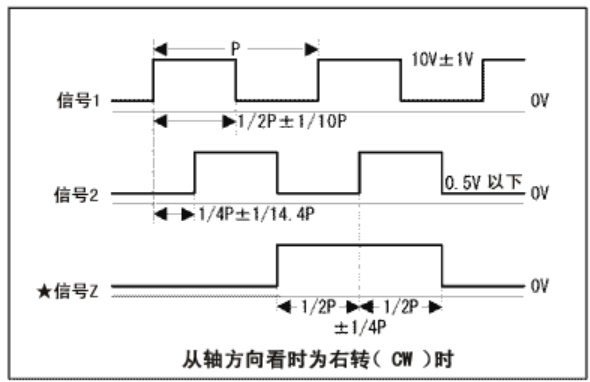 P
10V±1V
信号1
0V
1/2P±1/10P
0.5V 以下
信号2
0V
1/4P±1/14.4P
★信号Z
0V
1/2P
1/2P
±1/4P
从轴方向看时为右转( CW )时